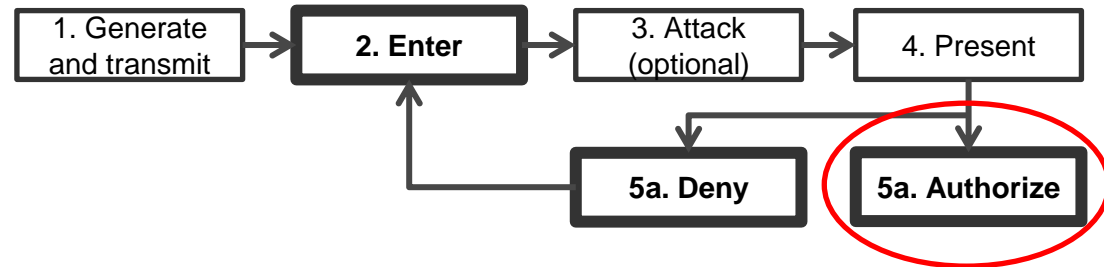 1. Generate
and transmit
2. Enter
3. Attack
(optional)
4. Present
5a. Deny
5a. Authorize